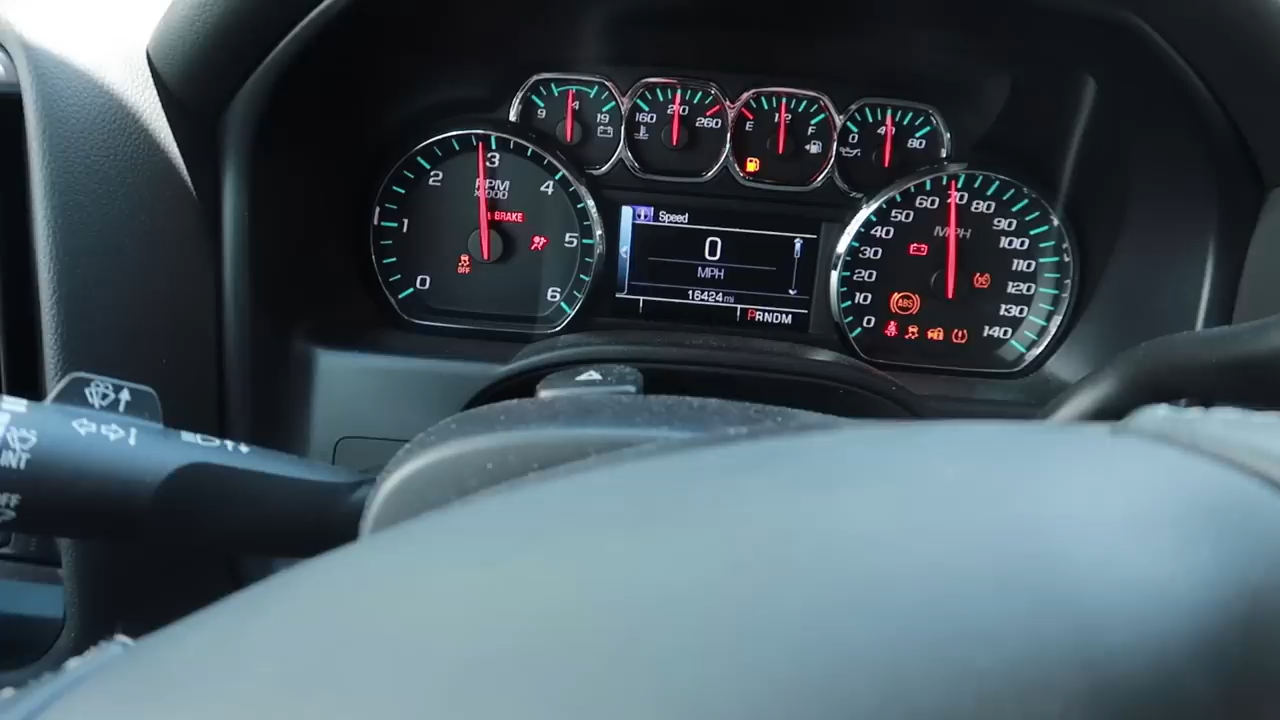 9 14 19
160 210 260
E 1/2 F
0 40 80
0 1 2 3 4 5 6
RPM
X1000
BRAKE
OFF
Speed
0
MPH
16424 mi
PRNDM
0 10 20 30 40 50 60 70 80 90 100 110 120 130 140
MPH
ABS
INT
OFF